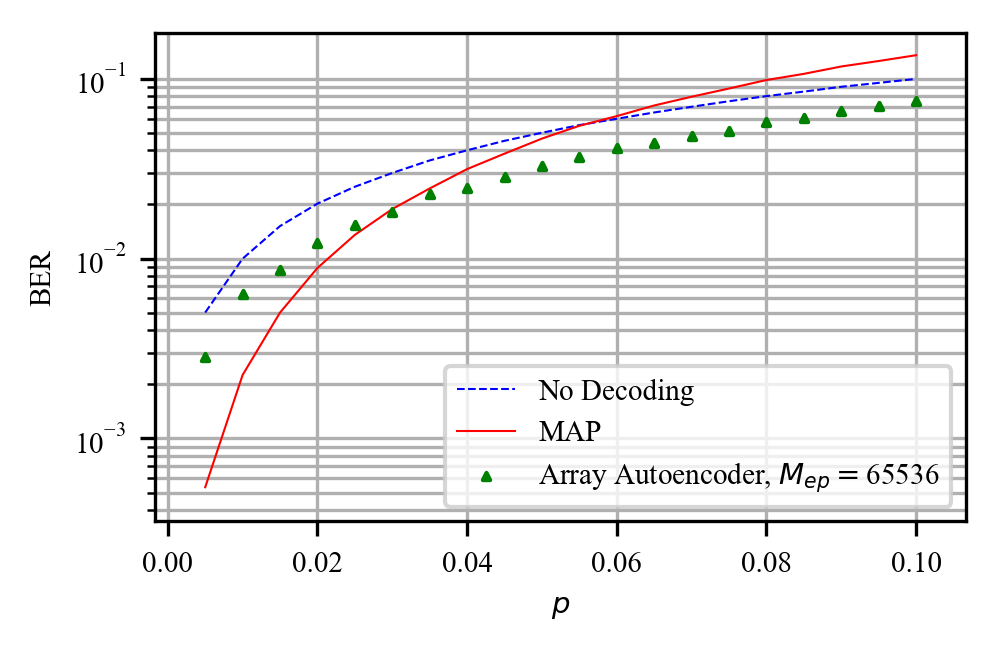 10⁻¹
10⁻²
10⁻³
BER
No Decoding
MAP
Array Autoencoder, Mₑₚ = 65536
0.00 0.02 0.04 0.06 0.08 0.10
p